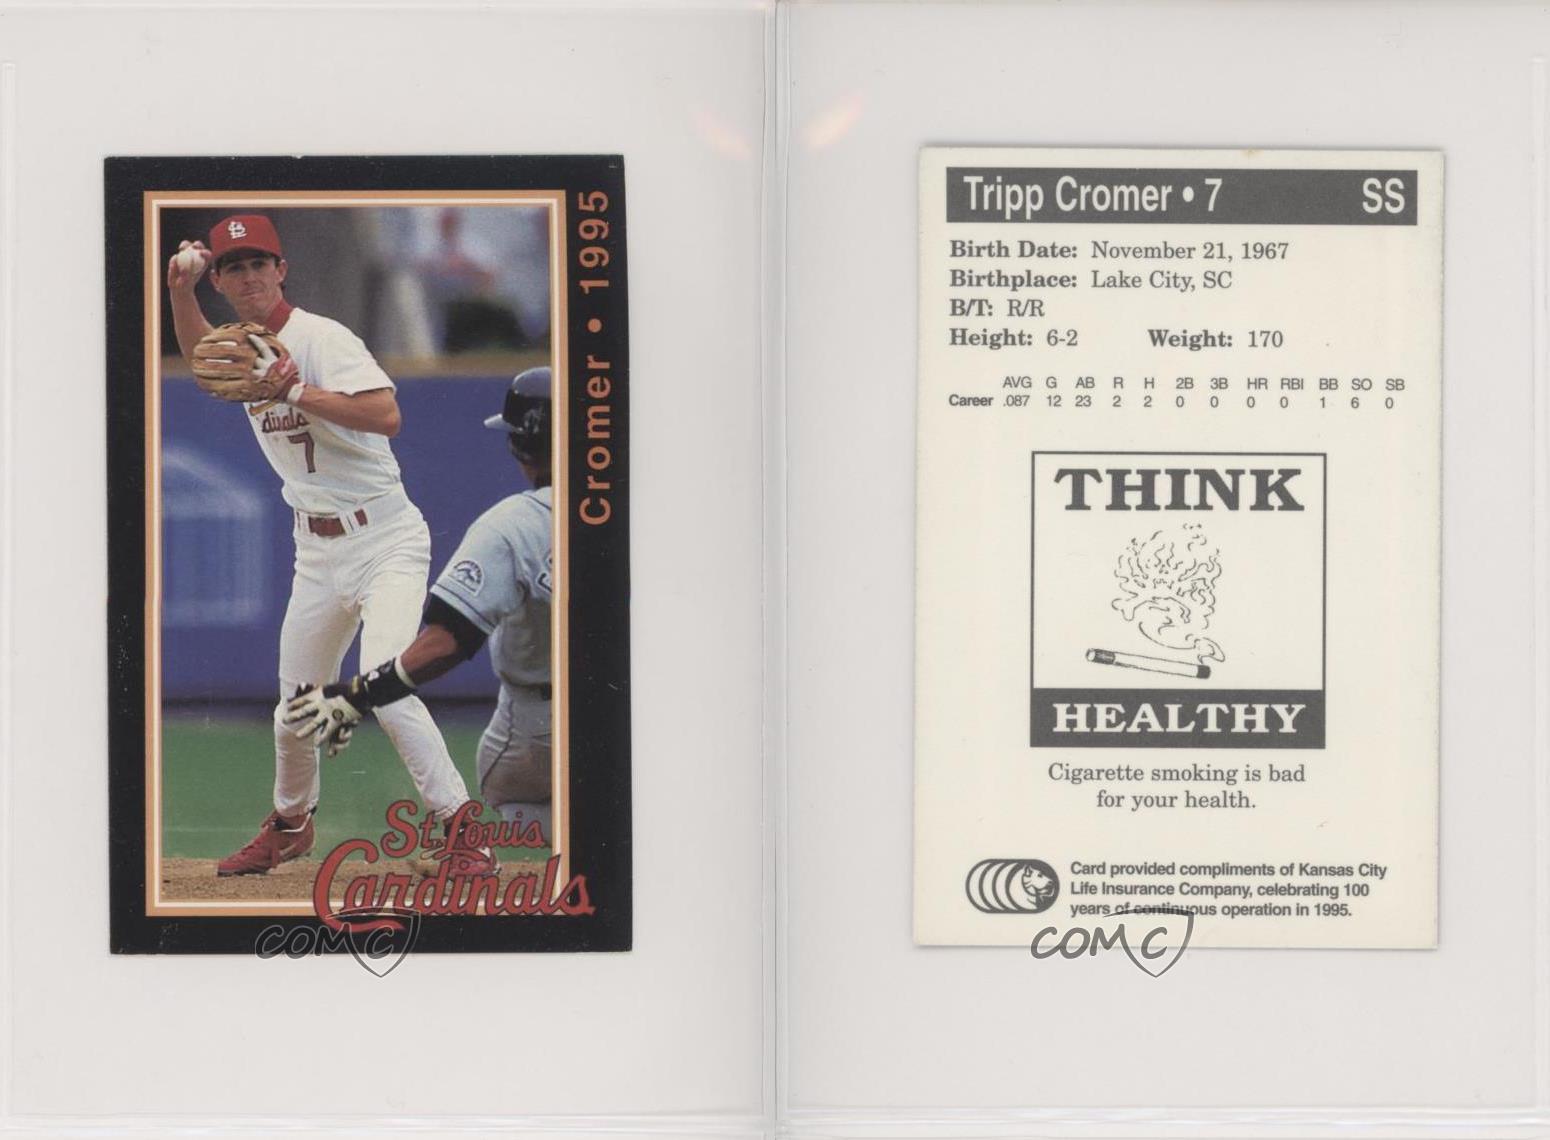 Cromer • 1995
Cardinals
7
St. Louis
Cardinals
COMC
Tripp Cromer • 7 SS
Birth Date: November 21, 1967
Birthplace: Lake City, SC
B/T: R/R
Height: 6-2 Weight: 170
AVG G AB R H 2B 3B HR RBI BB SO SB
Career .087 12 23 2 2 0 0 0 0 1 6 0
THINK
HEALTHY
Cigarette smoking is bad
for your health.
Card provided compliments of Kansas City
Life Insurance Company, celebrating 100
years of continuous operation in 1995.
COMC